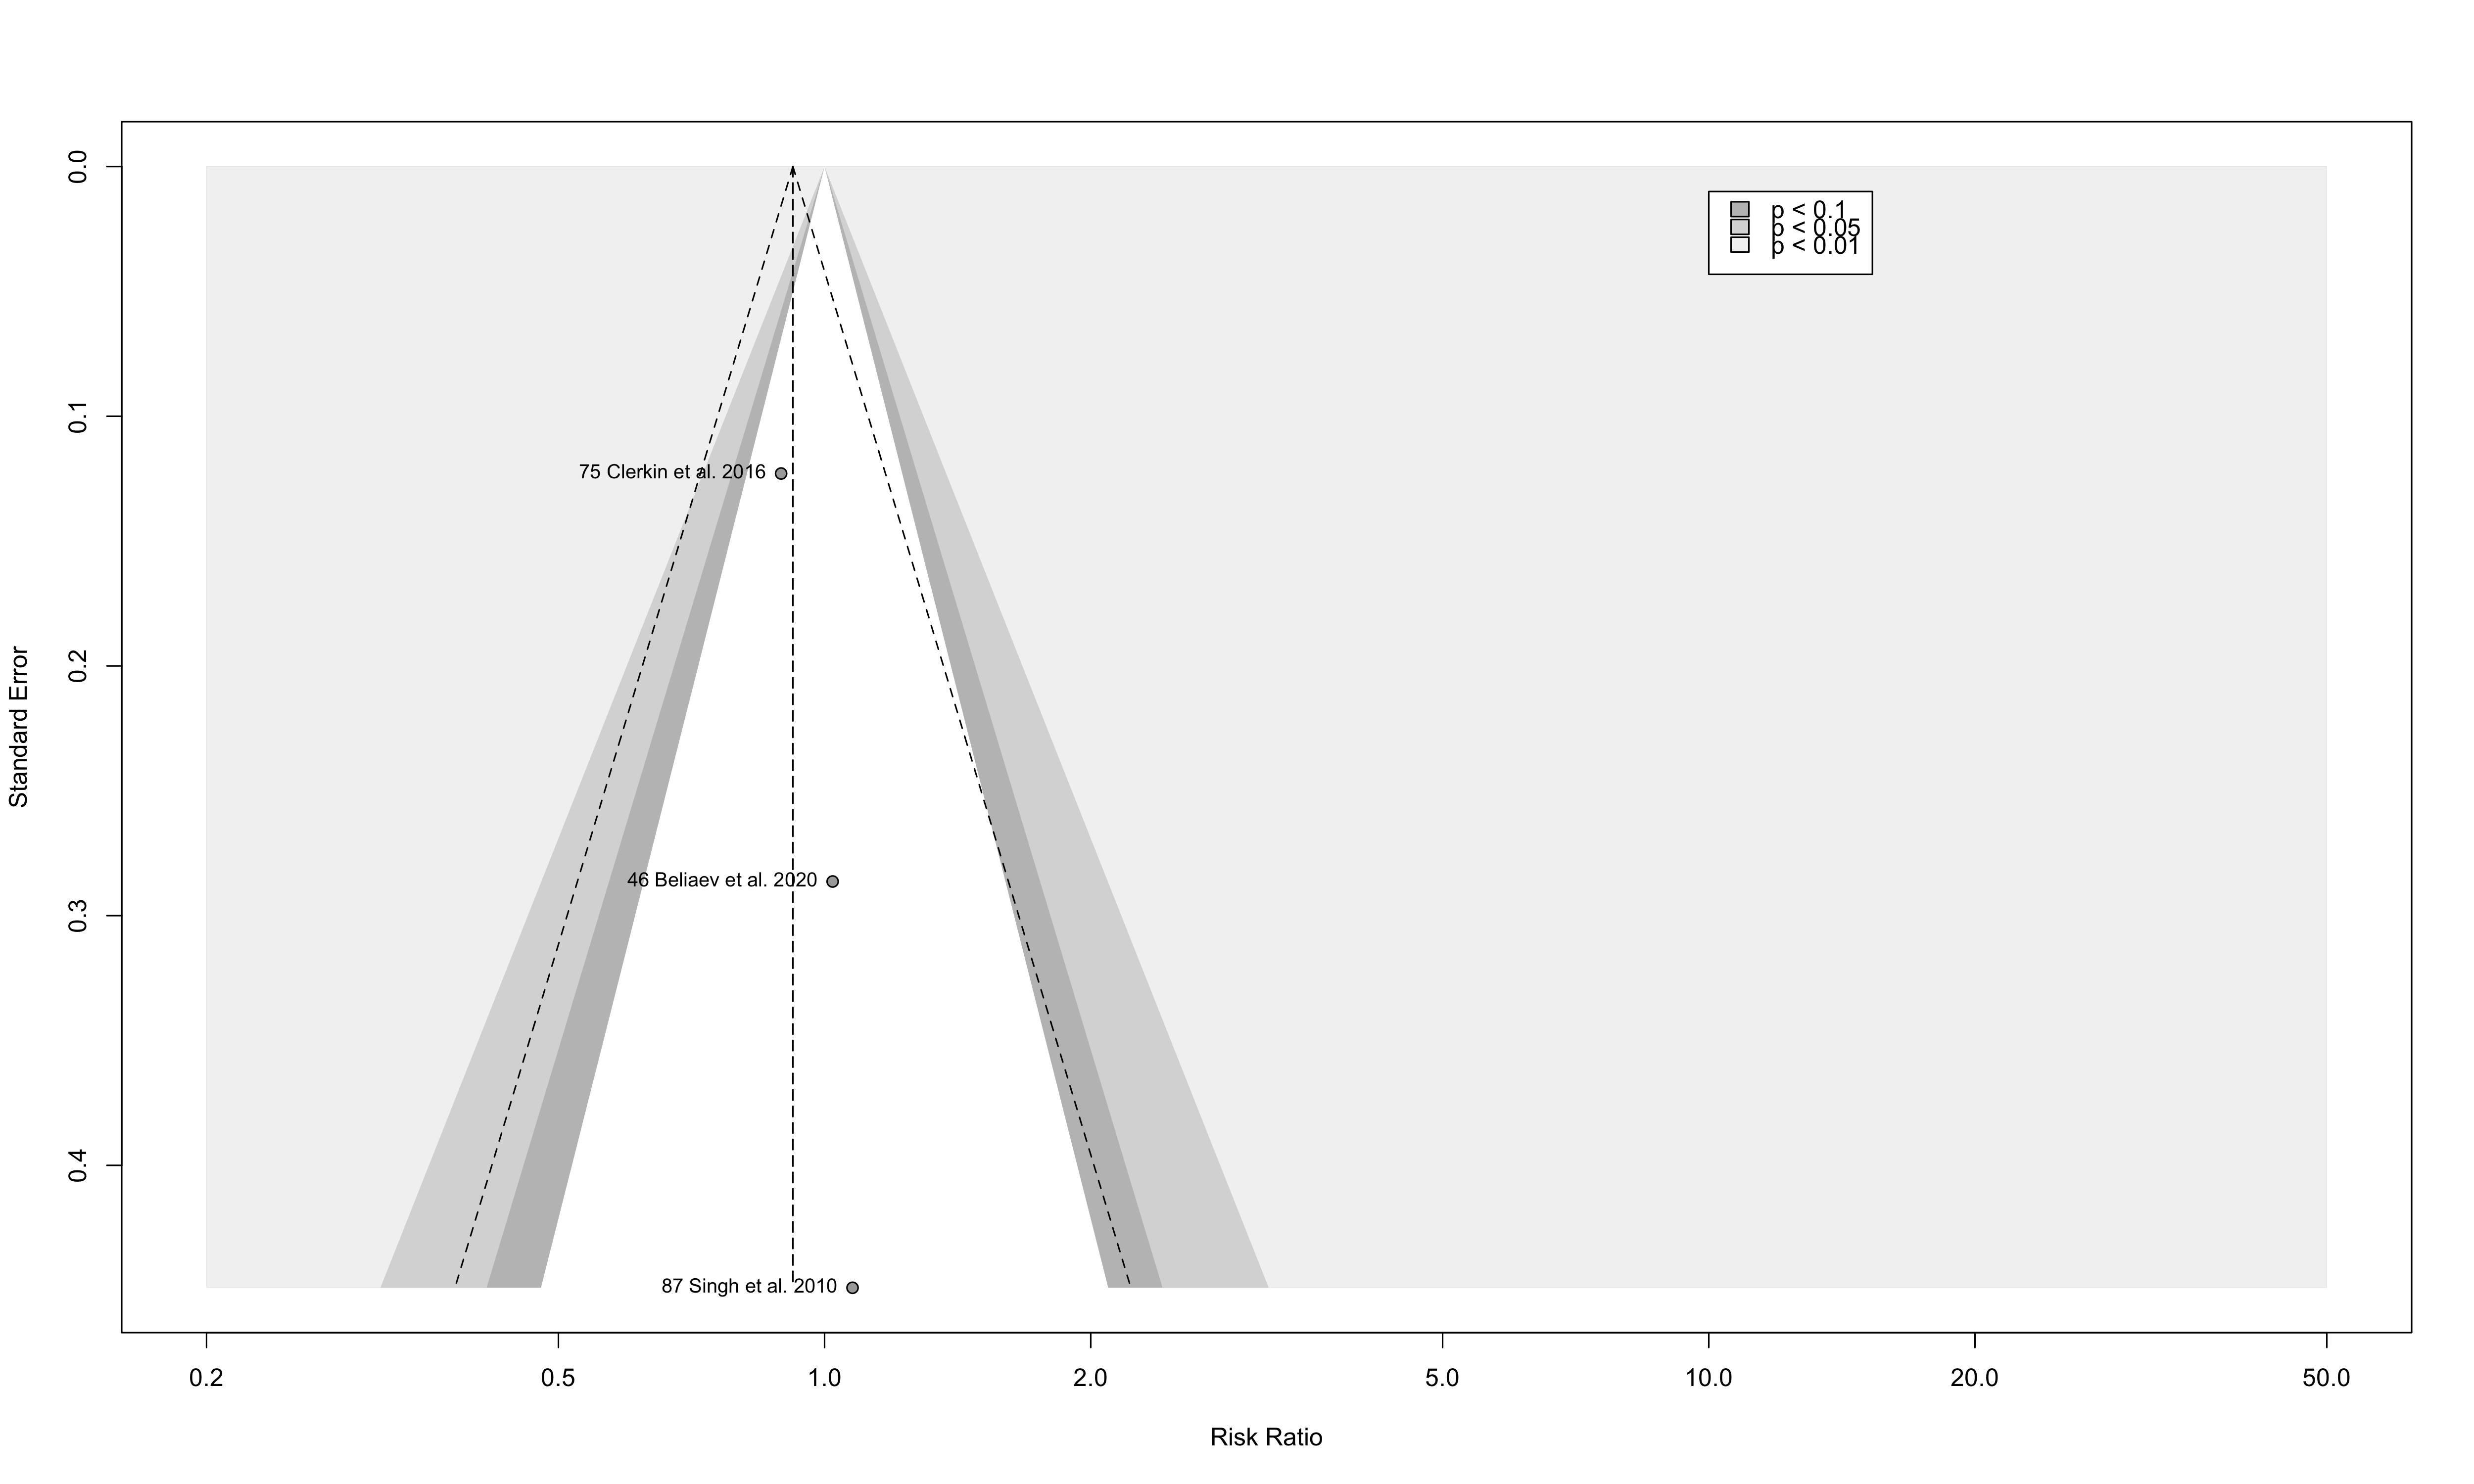 p < 0.1
p < 0.05
p < 0.01
0.0
0.1
0.2
0.3
0.4
Standard Error
75 Clerkin et al. 2016
46 Beliaev et al. 2020
87 Singh et al. 2010
0.2 0.5 1.0 2.0 5.0 10.0 20.0 50.0
Risk Ratio